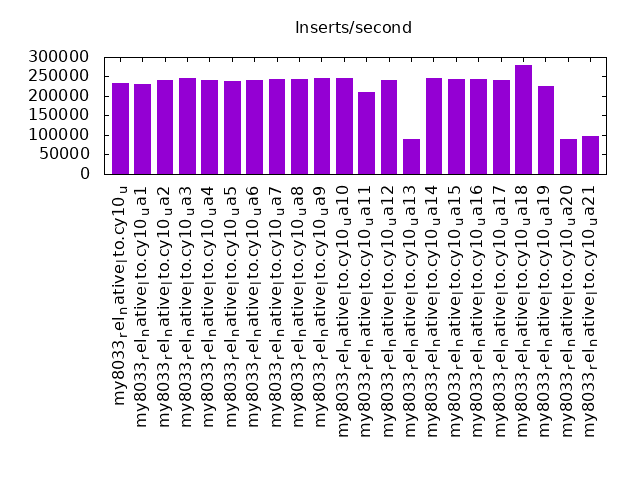 Inserts/second
300000
250000
200000
150000
100000
50000
0
my8033_rel_native_lto.cy10_u
my8033_rel_native_lto.cy10_ua1
my8033_rel_native_lto.cy10_ua2
my8033_rel_native_lto.cy10_ua3
my8033_rel_native_lto.cy10_ua4
my8033_rel_native_lto.cy10_ua5
my8033_rel_native_lto.cy10_ua6
my8033_rel_native_lto.cy10_ua7
my8033_rel_native_lto.cy10_ua8
my8033_rel_native_lto.cy10_ua9
my8033_rel_native_lto.cy10_ua10
my8033_rel_native_lto.cy10_ua11
my8033_rel_native_lto.cy10_ua12
my8033_rel_native_lto.cy10_ua13
my8033_rel_native_lto.cy10_ua14
my8033_rel_native_lto.cy10_ua15
my8033_rel_native_lto.cy10_ua16
my8033_rel_native_lto.cy10_ua17
my8033_rel_native_lto.cy10_ua18
my8033_rel_native_lto.cy10_ua19
my8033_rel_native_lto.cy10_ua20
my8033_rel_native_lto.cy10_ua21